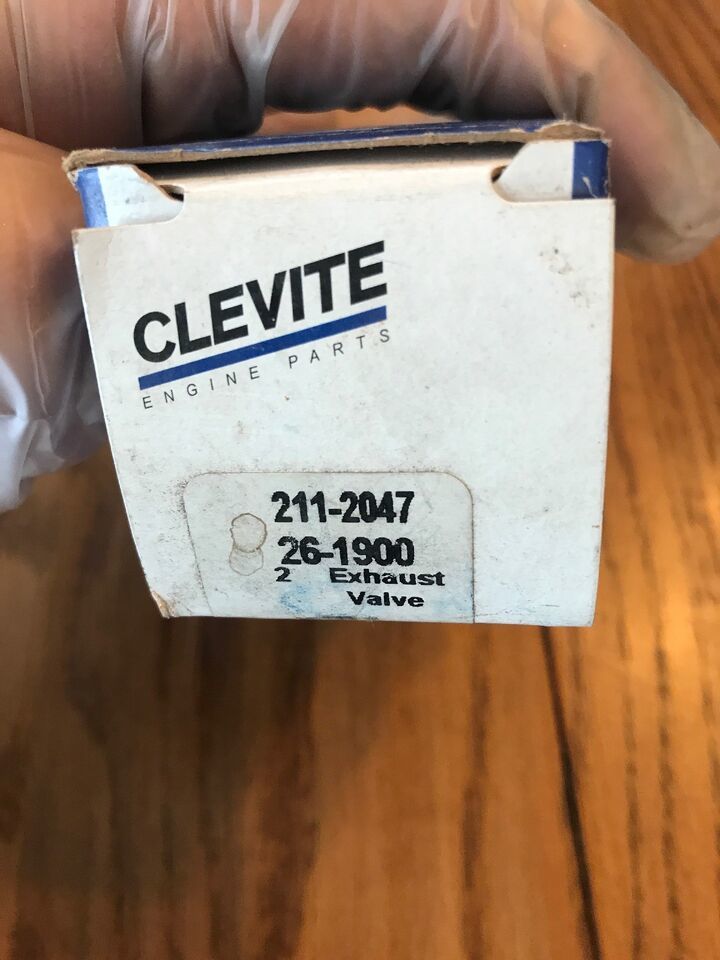 CLEVITE
ENGINE PARTS
211-2047
26-1900
2 Exhaust
Valve